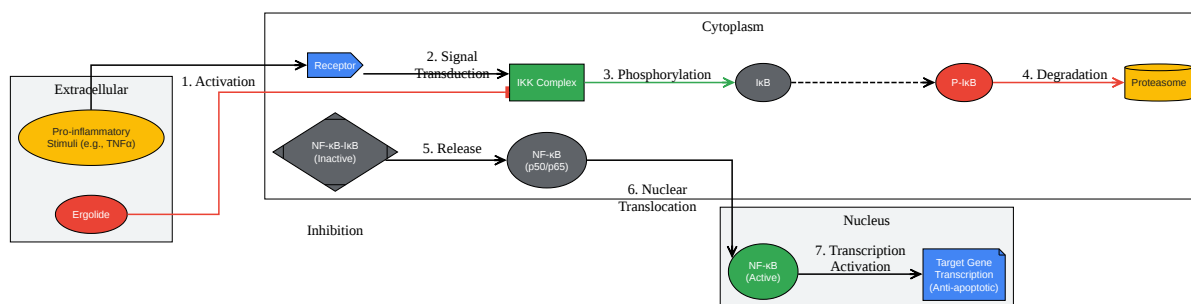 Cytoplasm
Receptor
2. Signal
Transduction
1. Activation
IKK Complex
3. Phosphorylation
IκB
P-IκB
4. Degradation
Proteasome
Extracellular
Pro-inflammatory
Stimuli (e.g., TNFα)
NF-κB-IκB
(Inactive)
5. Release
NF-κB
(p50/p65)
6. Nuclear
Translocation
Ergolide
Inhibition
Nucleus
NF-κB
(Active)
7. Transcription
Activation
Target Gene
Transcription
(Anti-apoptotic)